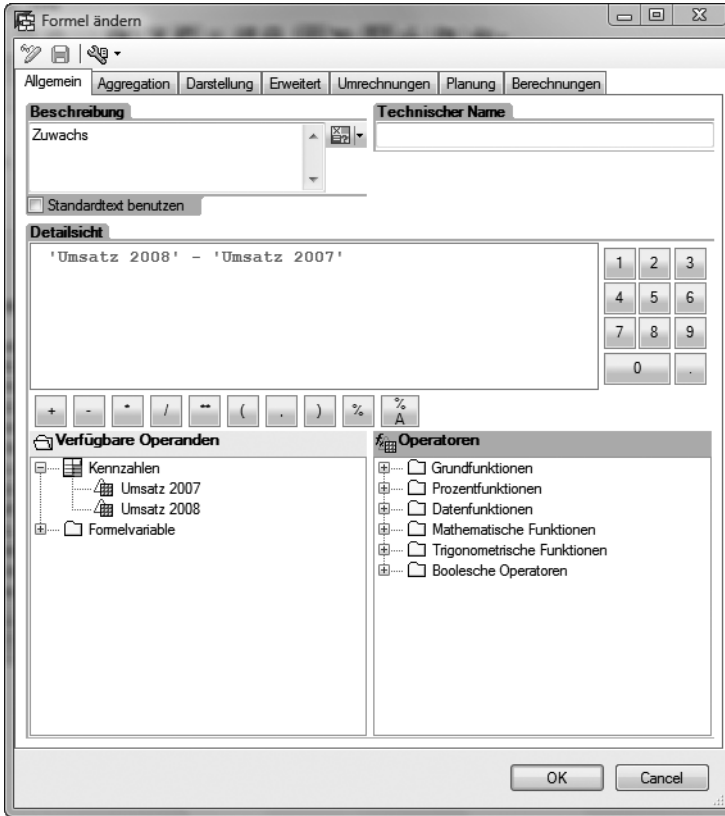 Formel ändern
Allgemein Aggregation Darstellung Erweitert Umrechnungen Planung Berechnungen
Beschreibung Technischer Name
Zuwachs
Standardtext benutzen
Detailsicht
'Umsatz 2008' - 'Umsatz 2007'
1 2 3
4 5 6
7 8 9
0 .
+ - * / ** ( , ) % %A
Verfügbare Operanden Operatoren
Kennzahlen Grundfunktionen
Umsatz 2007 Prozentfunktionen
Umsatz 2008 Datenfunktionen
Formelvariable Mathematische Funktionen
Trigonometrische Funktionen
Boolesche Operatoren
OK Cancel